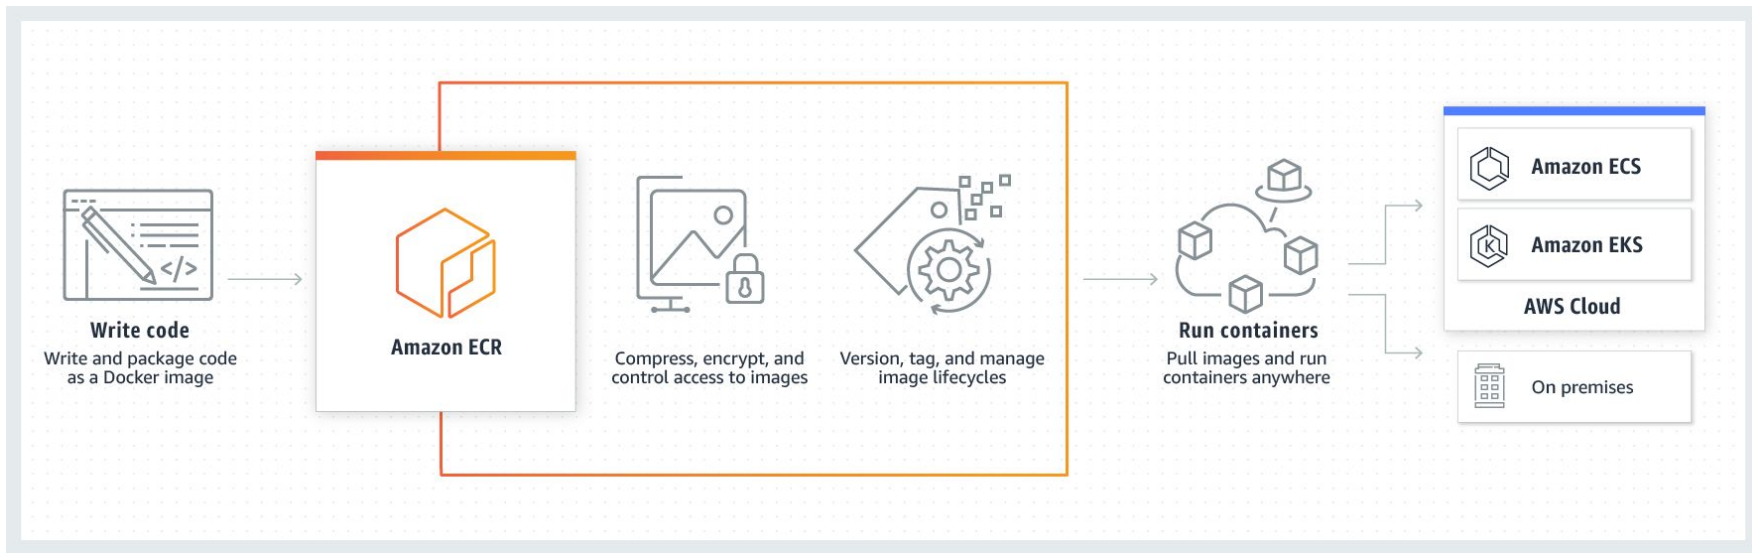 Write code
Write and package code
as a Docker image
</>
Amazon ECR
Compress, encrypt, and
control access to images
Version, tag, and manage
image lifecycles
Run containers
Pull images and run
containers anywhere
Amazon ECS
K
Amazon EKS
AWS Cloud
On premises